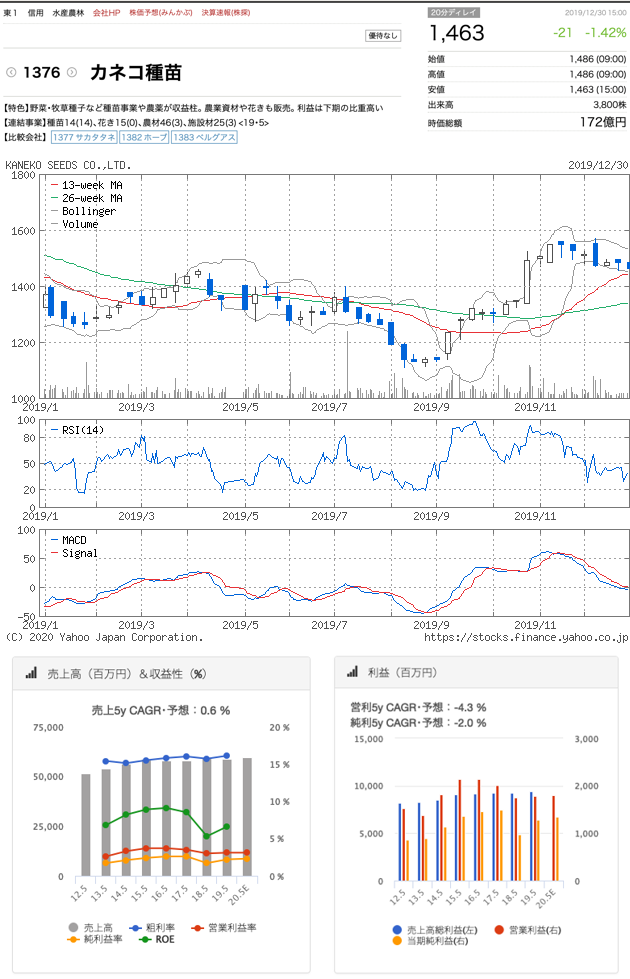 東1 信用 水産農林 会社HP 株価予想(みんかぶ) 決算速報(株探)
優待なし
1376 カネコ種苗
【特色】野菜・牧草種子など種苗事業や農薬が収益柱。農業資材や花きも販売。利益は下期の比重高い
【連結事業】種苗14(14)、花き15(0)、農材46(3)、施設材25(3) <19・5>
【比較会社】 1377 サカタタネ 1382 ホーブ 1383 ベルグアス
20分ディレイ 2019/12/30 15:00
1,463 -21 -1.42%
始値 1,486 (09:00)
高値 1,486 (09:00)
安値 1,463 (15:00)
出来高 3,800株
時価総額 172億円
KANEKO SEEDS CO.,LTD. 2019/12/30
1800
1600
1400
1200
1000
13-week MA
26-week MA
Bollinger
Volume
2019/1 2019/3 2019/5 2019/7 2019/9 2019/11
100
80
50
20
0
RSI(14)
2019/1 2019/3 2019/5 2019/7 2019/9 2019/11
100
50
0
-50
MACD
Signal
2019/1 2019/3 2019/5 2019/7 2019/9 2019/11
(C) 2020 Yahoo Japan Corporation. https://stocks.finance.yahoo.co.jp
売上高（百万円）＆収益性（%）
売上5y CAGR・予想：0.6 %
75,000
50,000
25,000
0
20 %
15 %
10 %
5 %
0 %
12.5 13.5 14.5 15.5 16.5 17.5 18.5 19.5 20.5E
売上高 粗利率 営業利益率
純利益率 ROE
利益（百万円）
営利5y CAGR・予想：-4.3 %
純利5y CAGR・予想：-2.0 %
15,000
10,000
5,000
0
3,000
2,000
1,000
0
12.5 13.5 14.5 15.5 16.5 17.5 18.5 19.5 20.5E
売上高総利益(左) 営業利益(右)
当期純利益(右)